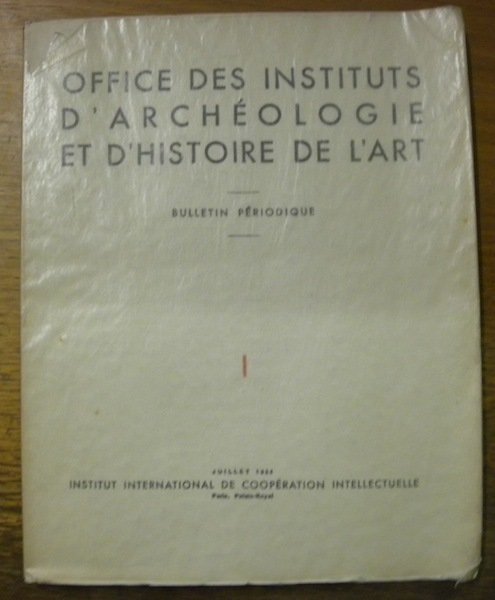 OFFICE DES INSTITUTS
D'ARCHÉOLOGIE
ET D'HISTOIRE DE L'ART
BULLETIN PÉRIODIQUE
I
JUILLET
INSTITUT INTERNATIONAL DE COOPÉRATION INTELLECTUELLE
Paris, Palais-Royal